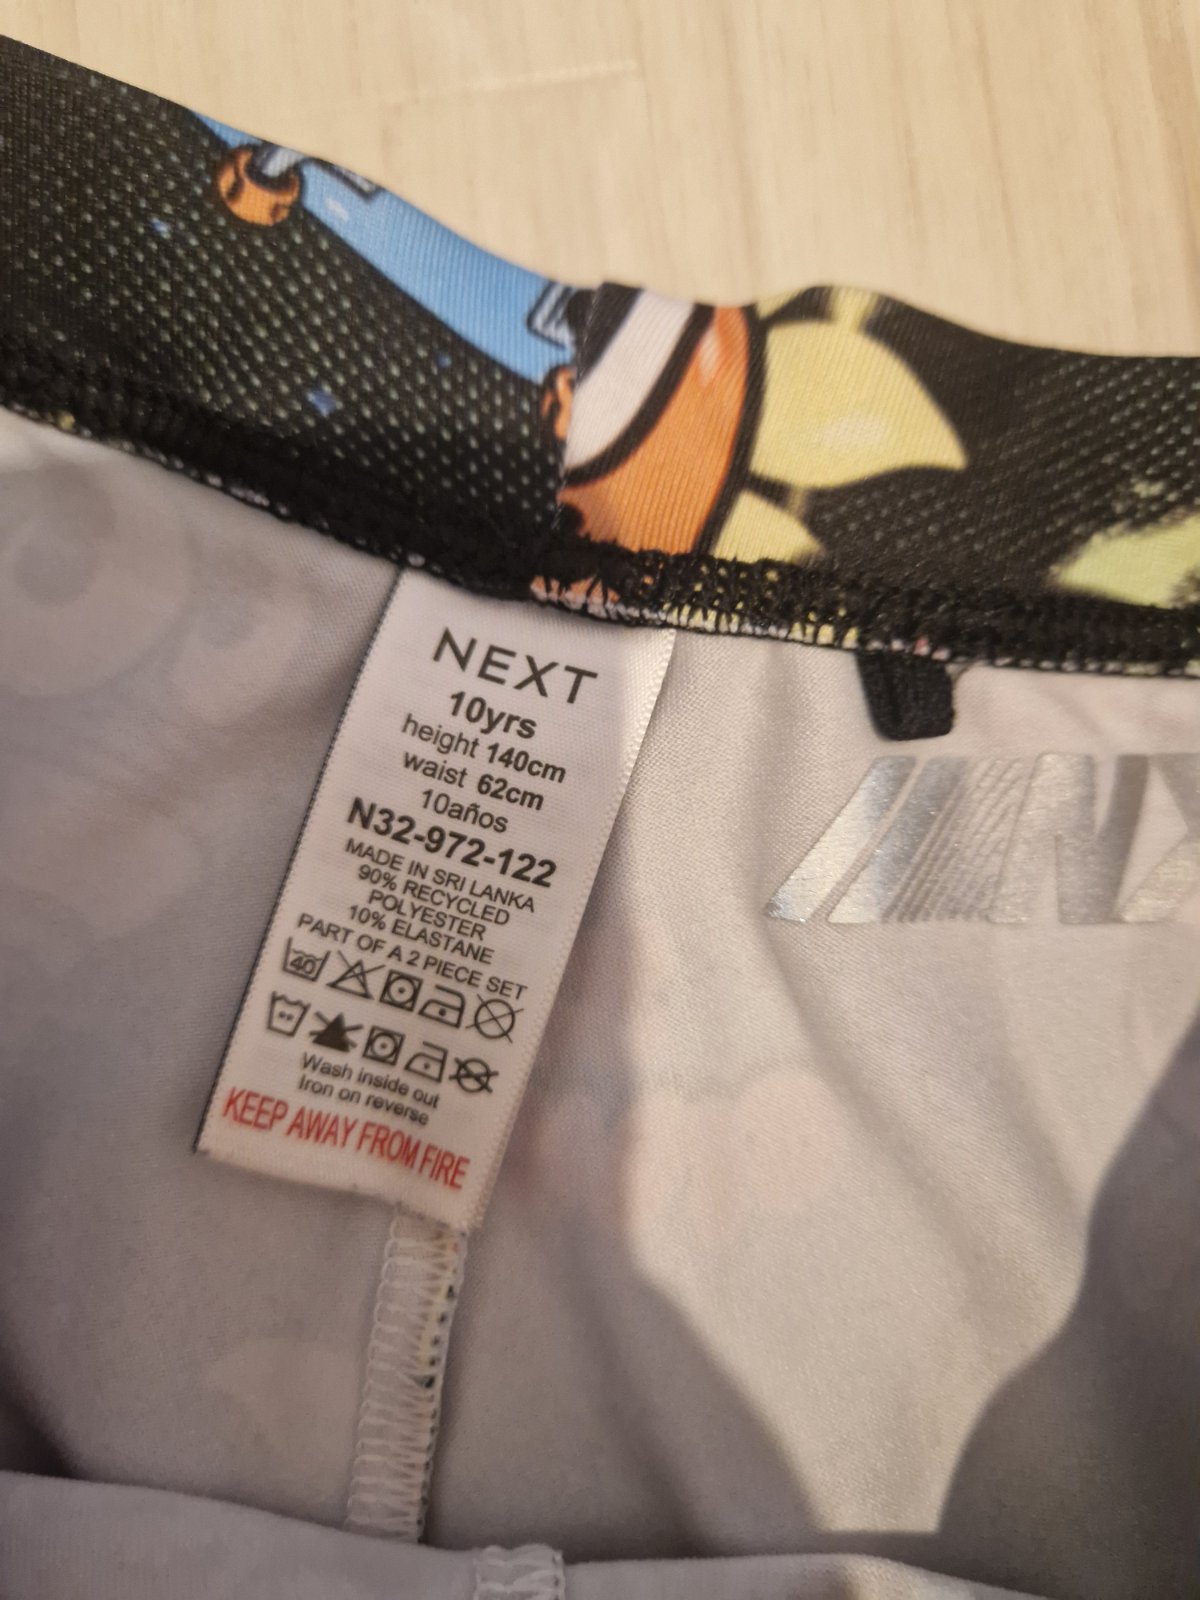 NEXT
10yrs
height 140cm
waist 62cm
10años
N32-972-122
MADE IN SRI LANKA
90% RECYCLED
POLYESTER
10% ELASTANE
PART OF A 2 PIECE SET
40
Wash inside out
Iron on reverse
KEEP AWAY FROM FIRE